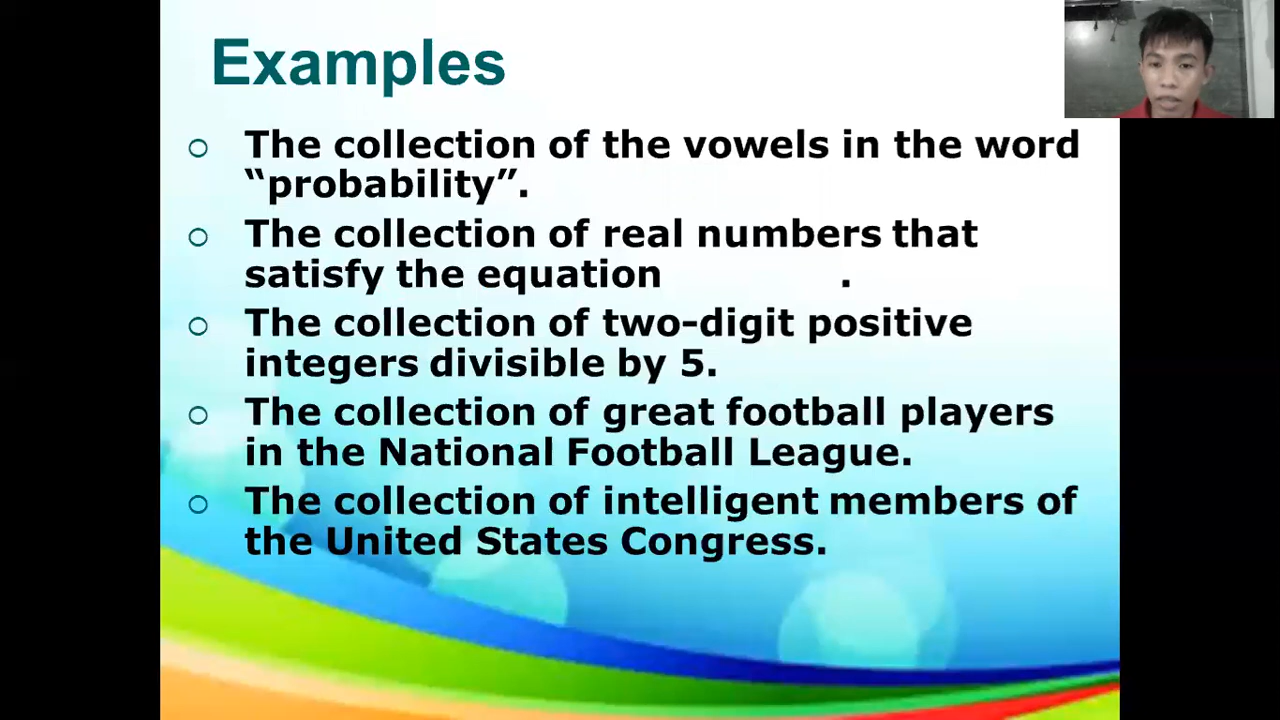 Examples
The collection of the vowels in the word
“probability”.
The collection of real numbers that
satisfy the equation .
The collection of two-digit positive
integers divisible by 5.
The collection of great football players
in the National Football League.
The collection of intelligent members of
the United States Congress.